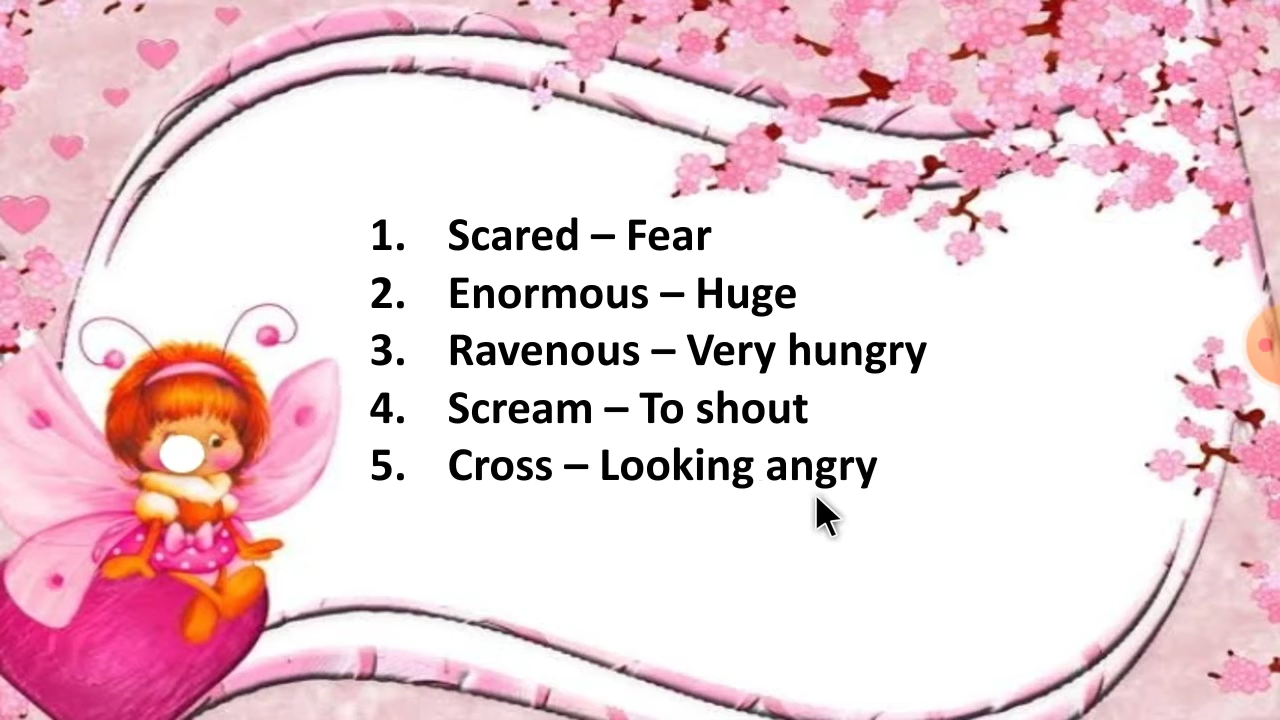 1. Scared – Fear
2. Enormous – Huge
3. Ravenous – Very hungry
4. Scream – To shout
5. Cross – Looking angry